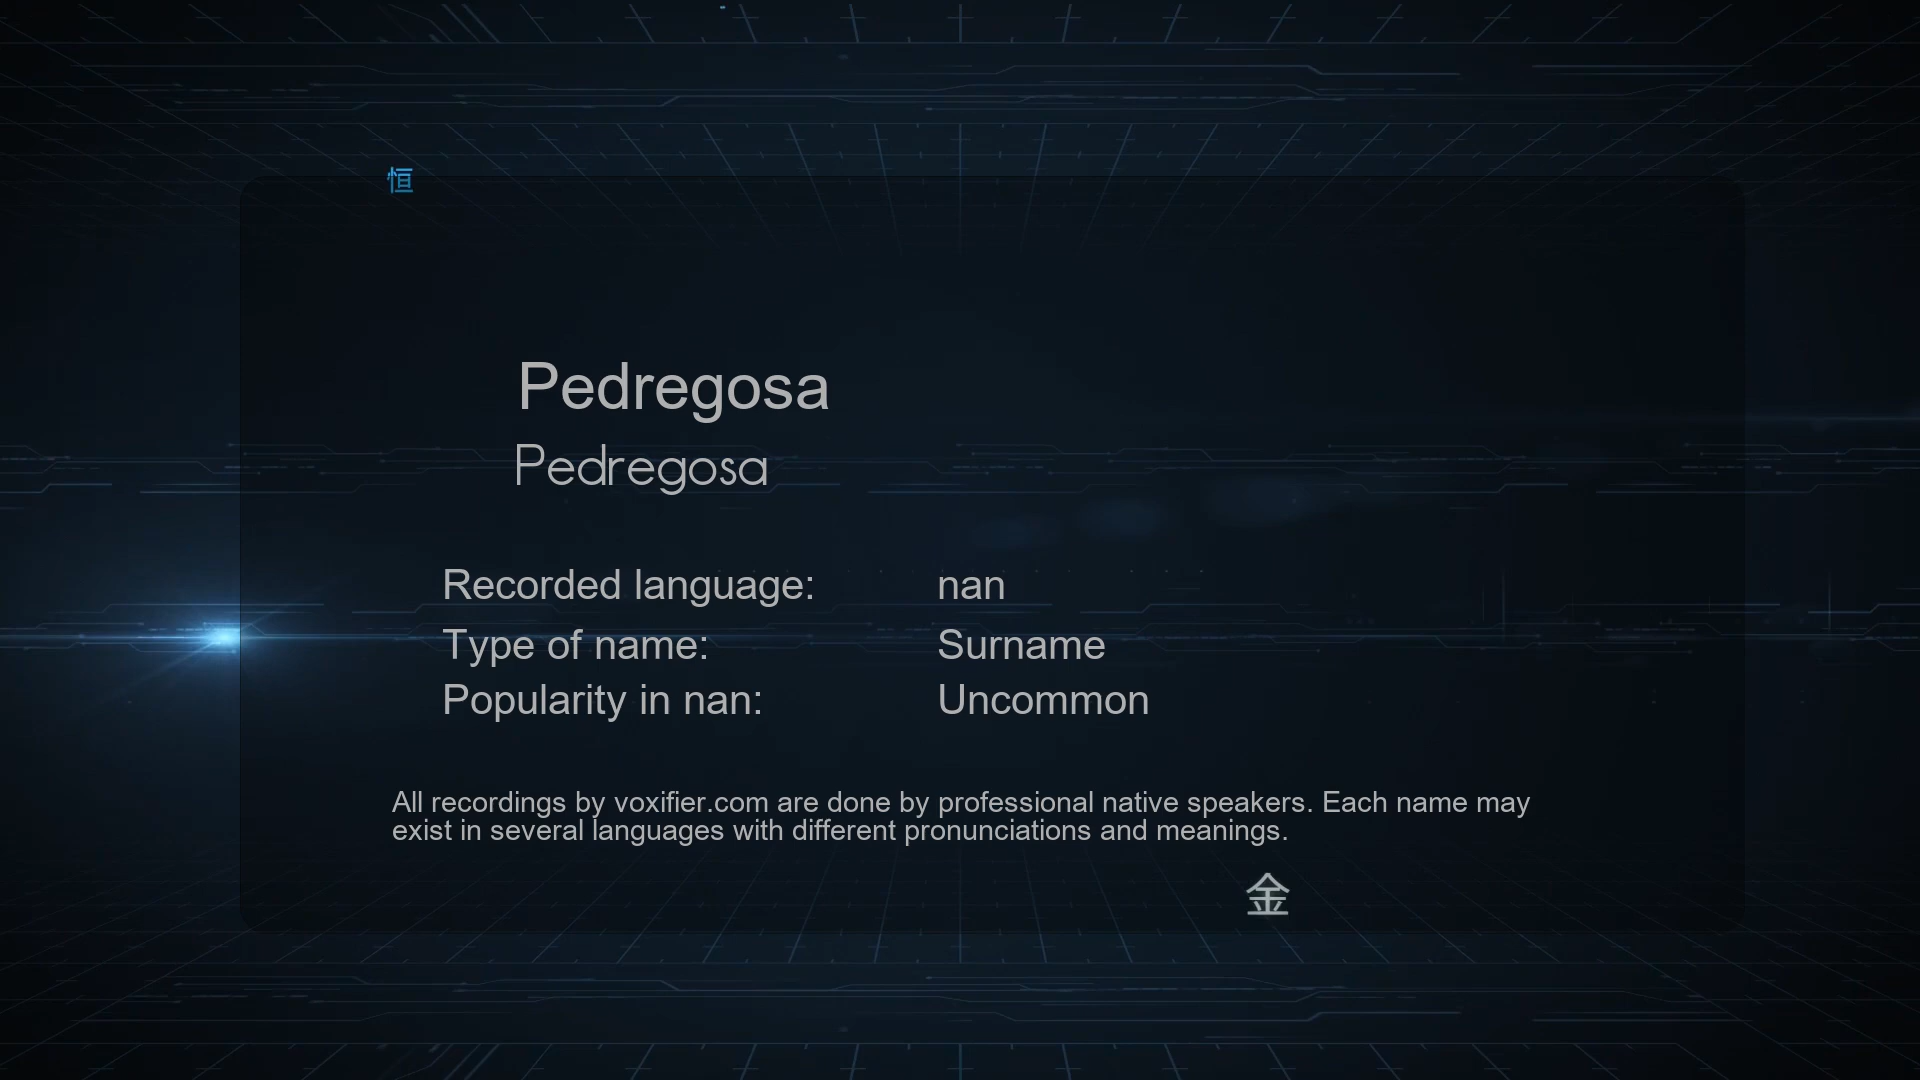 恒
Pedregosa
Pedregosa
Recorded language: nan
Type of name: Surname
Popularity in nan: Uncommon
All recordings by voxifier.com are done by professional native speakers. Each name may
exist in several languages with different pronunciations and meanings.
金